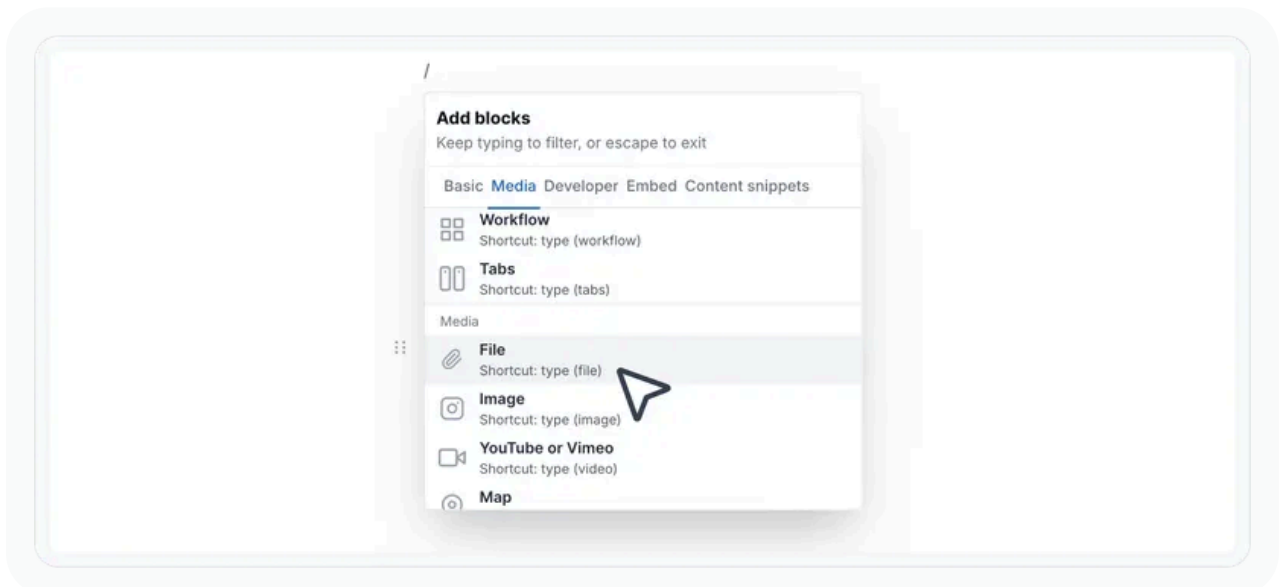 /
Add blocks
Keep typing to filter, or escape to exit
Basic Media Developer Embed Content snippets
Workflow
Shortcut: type (workflow)
Tabs
Shortcut: type (tabs)
Media
File
Shortcut: type (file)
Image
Shortcut: type (image)
YouTube or Vimeo
Shortcut: type (video)
Map